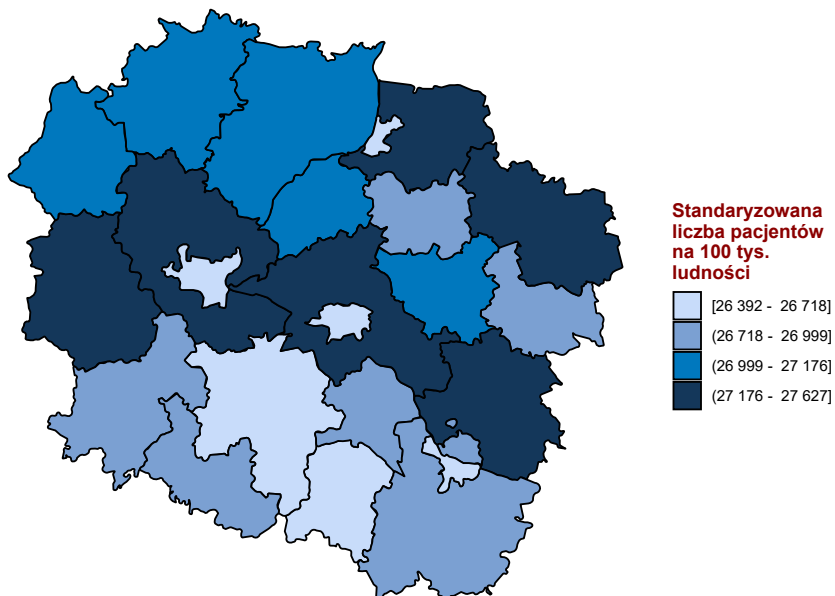 Standaryzowana
liczba pacjentów
na 100 tys.
ludności
[26 392 - 26 718]
(26 718 - 26 999]
(26 999 - 27 176]
(27 176 - 27 627]